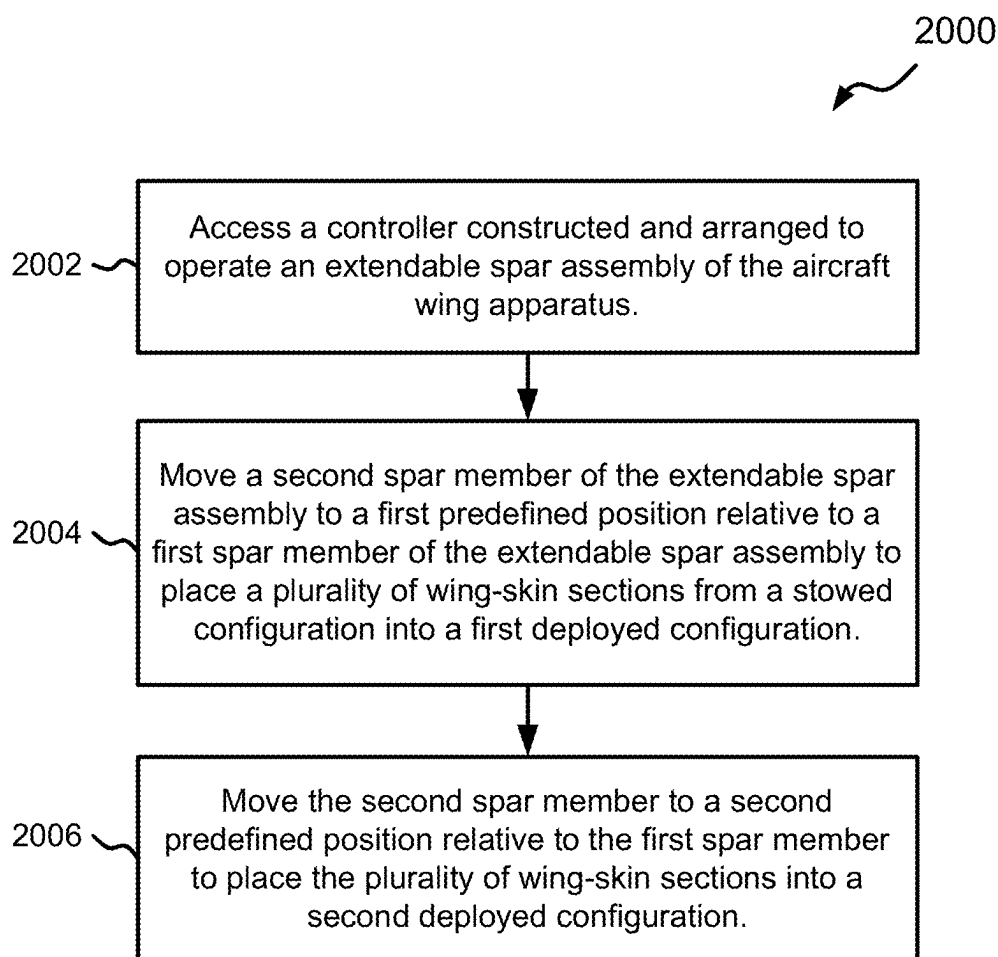 2000
2002
Access a controller constructed and arranged to
operate an extendable spar assembly of the aircraft
wing apparatus.
2004
Move a second spar member of the extendable spar
assembly to a first predefined position relative to a
first spar member of the extendable spar assembly to
place a plurality of wing-skin sections from a stowed
configuration into a first deployed configuration.
2006
Move the second spar member to a second
predefined position relative to the first spar member
to place the plurality of wing-skin sections into a
second deployed configuration.